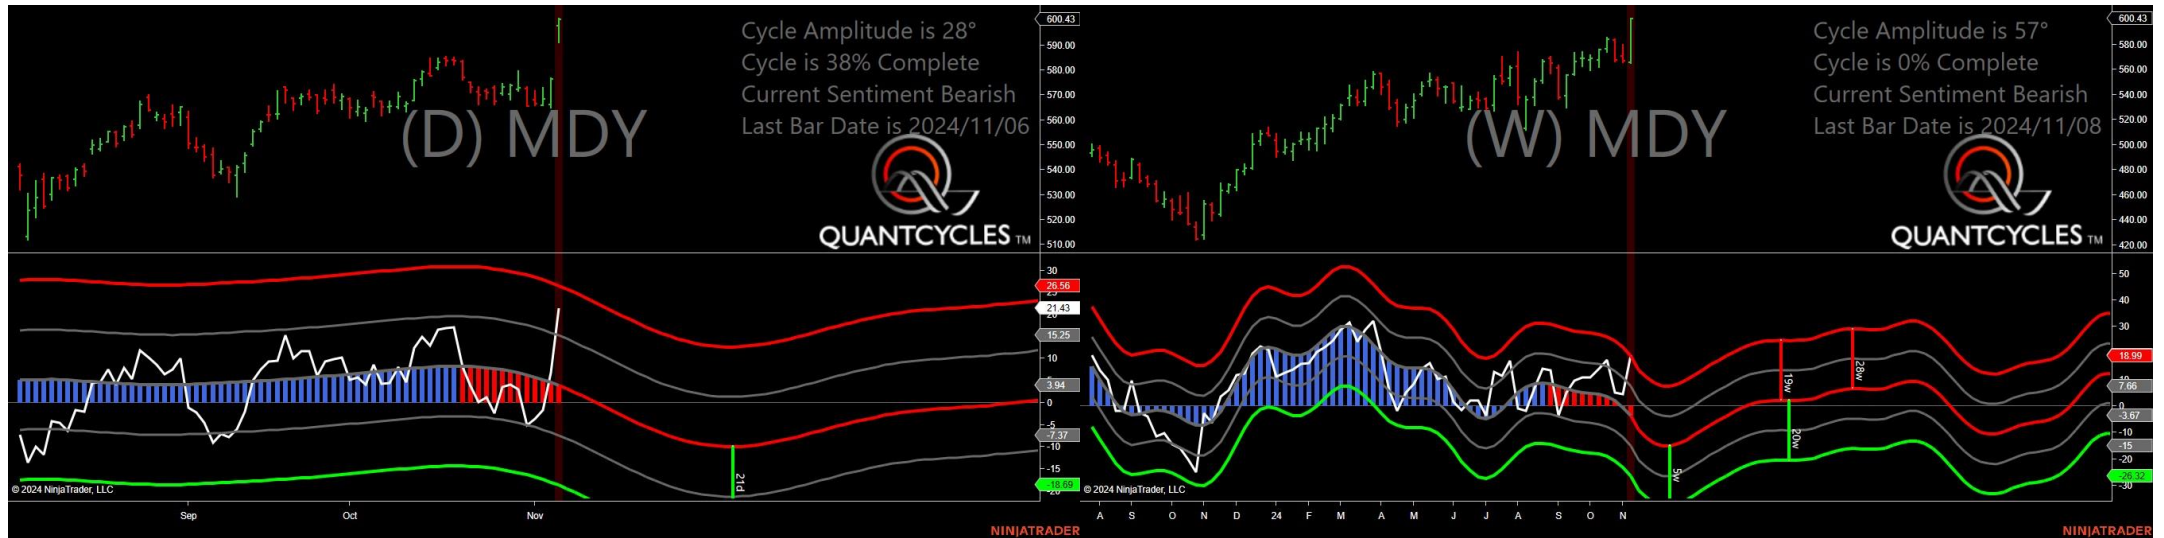 Cycle Amplitude is 28°
Cycle is 38% Complete
Current Sentiment Bearish
Last Bar Date is 2024/11/06
(D) MDY
QUANTCYCLES TM
600.43
590.00
580.00
570.00
560.00
550.00
540.00
530.00
520.00
510.00
30
26.56
21.43
20
15.25
10
3.94
0
-5
-7.37
-10
-15
-18.69
21d
© 2024 NinjaTrader, LLC
Sep
Oct
Nov
NINJATRADER
Cycle Amplitude is 57°
Cycle is 0% Complete
Current Sentiment Bearish
Last Bar Date is 2024/11/08
(W) MDY
QUANTCYCLES TM
600.43
580.00
560.00
540.00
520.00
500.00
480.00
460.00
440.00
420.00
50
40
30
18.99
7.66
0
-3.67
-10
-15
-20
-26.32
-30
19w
28w
20w
5w
© 2024 NinjaTrader, LLC
A S O N D 24 F M A M J J A S O N
NINJATRADER